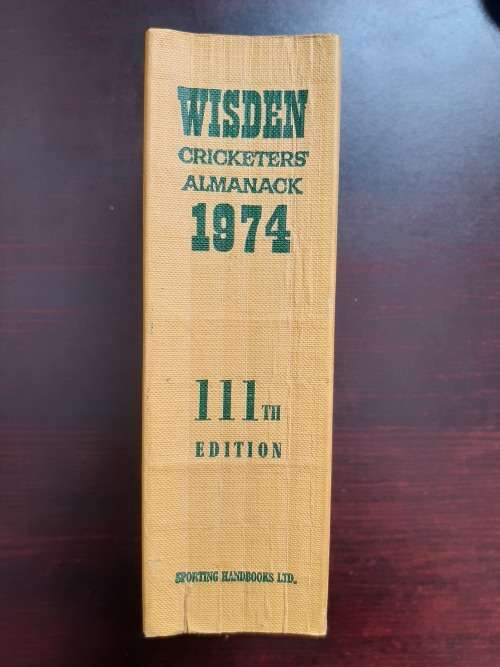 WISDEN
CRICKETERS'
ALMANACK
1974
111TH
EDITION
SPORTING HANDBOOKS LTD.